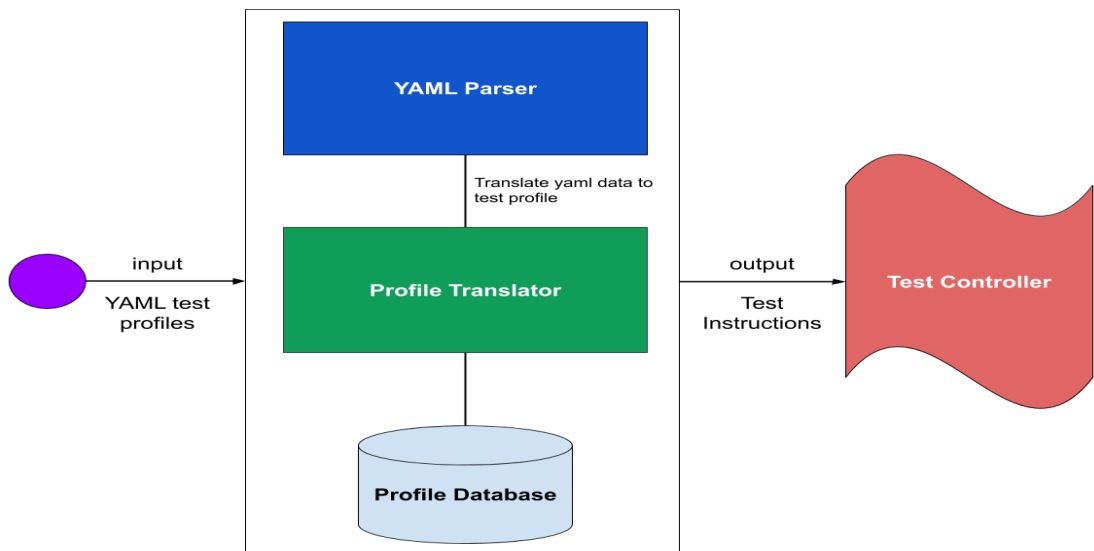 YAML Parser
Translate yaml data to
test profile
input
YAML test
profiles
Profile Translator
output
Test
Instructions
Test Controller
Profile Database